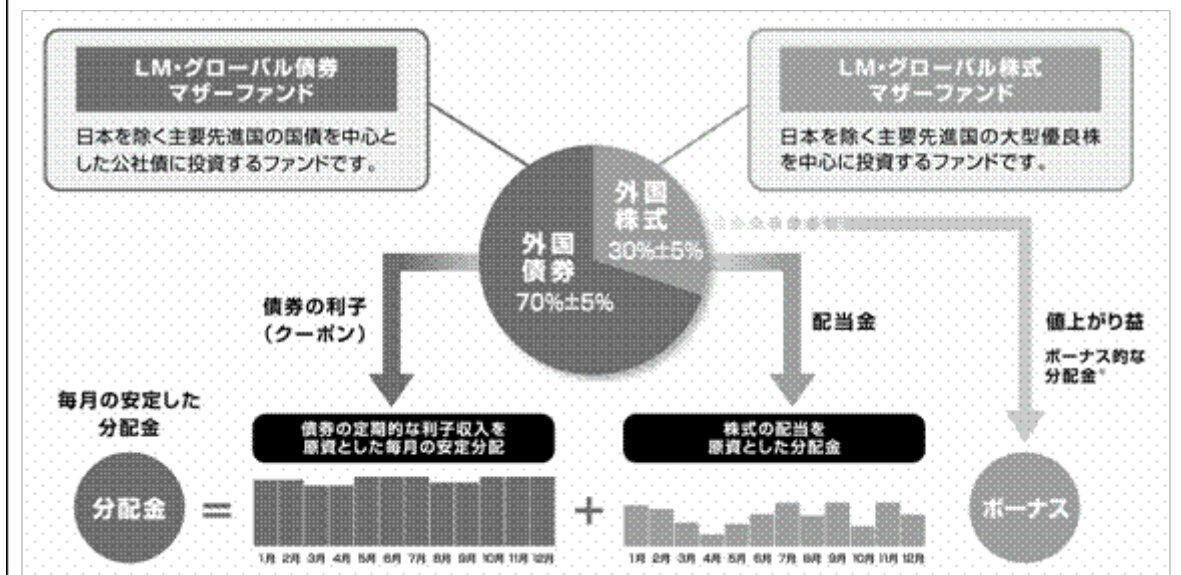 LM・グローバル債券
マザーファンド
日本を除く主要先進国の国債を中心と
した公社債に投資するファンドです。
LM・グローバル株式
マザーファンド
日本を除く主要先進国の大型優良株
を中心に投資するファンドです。
外国
株式
30%±5%
外国
債券
70%±5%
債券の利子
(クーポン)
配当金
値上がり益
ボーナス的な
分配金*
毎月の安定した
分配金
債券の定期的な利子収入を
原資とした毎月の安定分配
株式の配当を
原資とした分配金
分配金
=
+
ボーナス
1月 2月 3月 4月 5月 6月 7月 8月 9月 10月 11月 12月
1月 2月 3月 4月 5月 6月 7月 8月 9月 10月 11月 12月